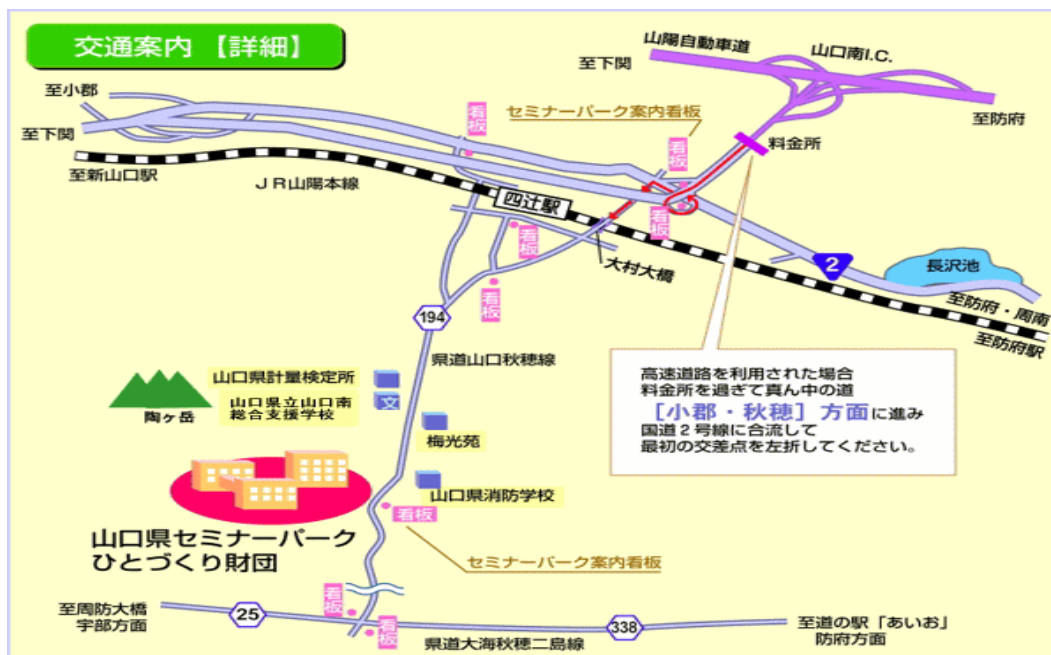 交通案内 【詳細】
山陽自動車道
山口南I.C.
至下関
至防府
至小郡
至下関
看板
セミナーパーク案内看板
看板
料金所
至新山口駅
JR山陽本線
四辻駅
看板
看板
大村大橋
2
長沢池
至防府・周南
至防府駅
看板
194
県道山口秋穂線
高速道路を利用された場合
料金所を過ぎて真ん中の道
[小郡・秋穂] 方面に進み
国道2号線に合流して
最初の交差点を左折してください。
山口県計量検定所
陶ヶ岳
山口県立山口南
総合支援学校
文
梅光苑
山口県消防学校
看板
山口県セミナーパーク
ひとづくり財団
セミナーパーク案内看板
至周防大橋
宇部方面
25
看板
看板
県道大海秋穂二島線
338
至道の駅「あいお」
防府方面